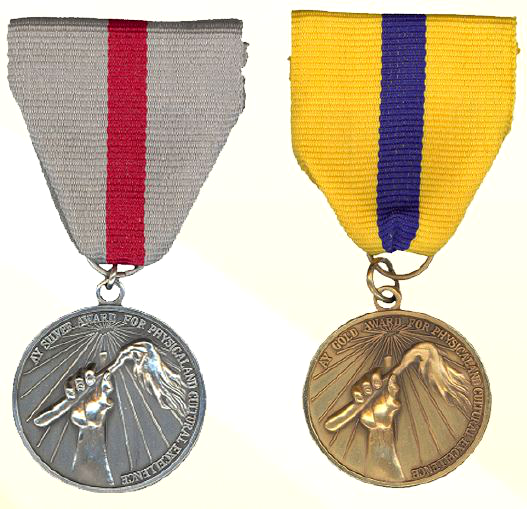 AY SILVER AWARD FOR PHYSICAL AND CULTURAL EXCELLENCE
AY GOLD AWARD FOR PHYSICAL AND CULTURAL EXCELLENCE